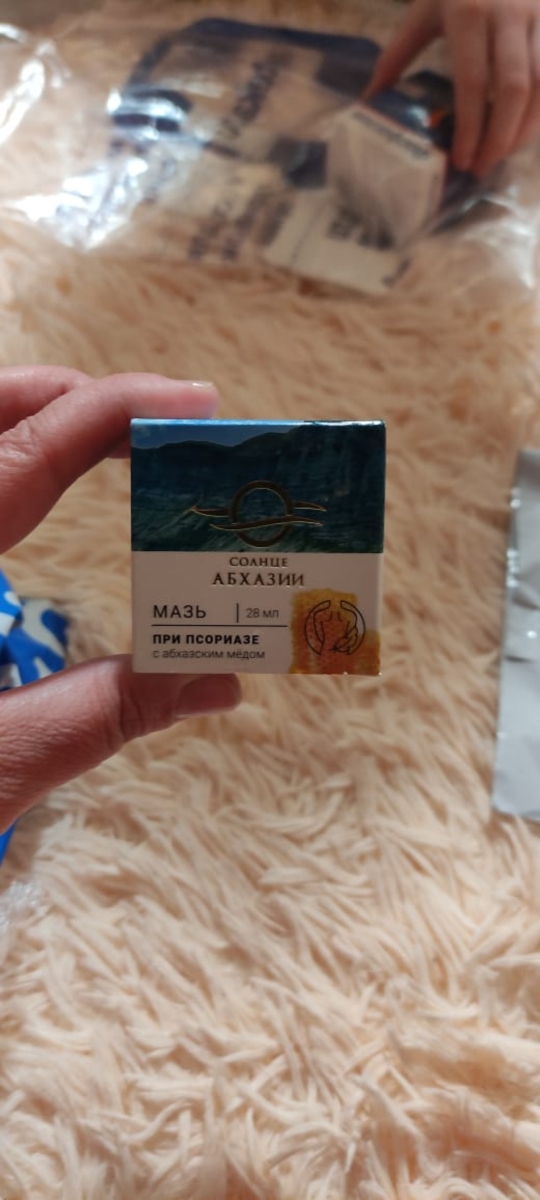 СОЛНЦЕ
АБХАЗИИ
МАЗЬ | 28 мл
ПРИ ПСОРИАЗЕ
с абхазским мёдом